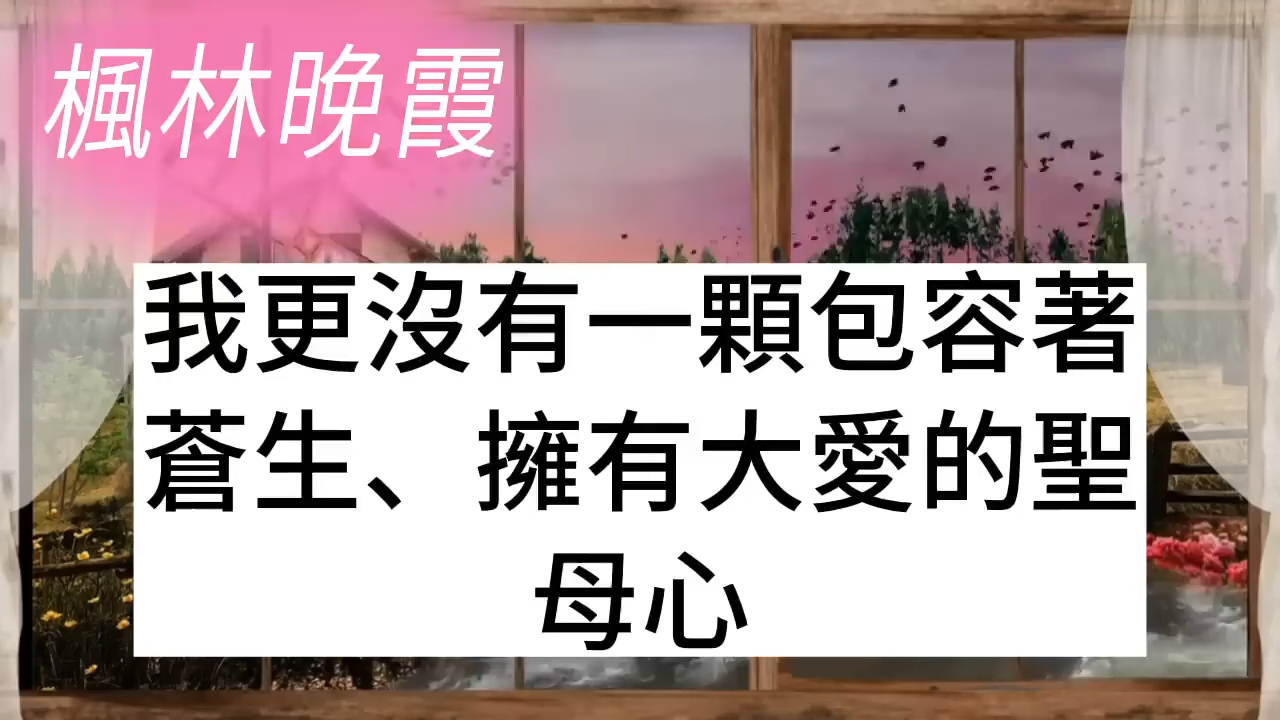 楓林晚霞
我更沒有一顆包容著
蒼生、擁有大愛的聖
母心